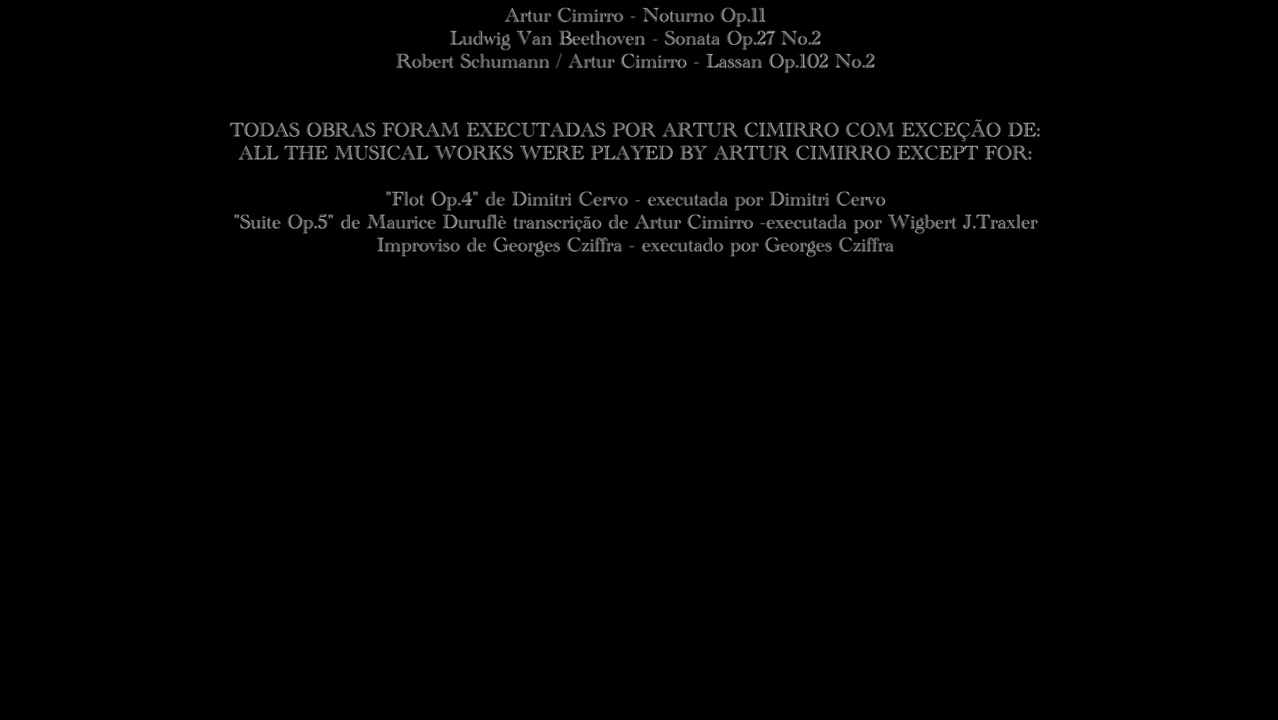 Artur Cimirro - Noturno Op.11
Ludwig Van Beethoven - Sonata Op.27 No.2
Robert Schumann / Artur Cimirro - Lassan Op.102 No.2
TODAS OBRAS FORAM EXECUTADAS POR ARTUR CIMIRRO COM EXCEÇÃO DE:
ALL THE MUSICAL WORKS WERE PLAYED BY ARTUR CIMIRRO EXCEPT FOR:
"Flot Op.4" de Dimitri Cervo - executada por Dimitri Cervo
"Suite Op.5" de Maurice Duruflè transcrição de Artur Cimirro -executada por Wigbert J.Traxler
Improviso de Georges Cziffra - executado por Georges Cziffra